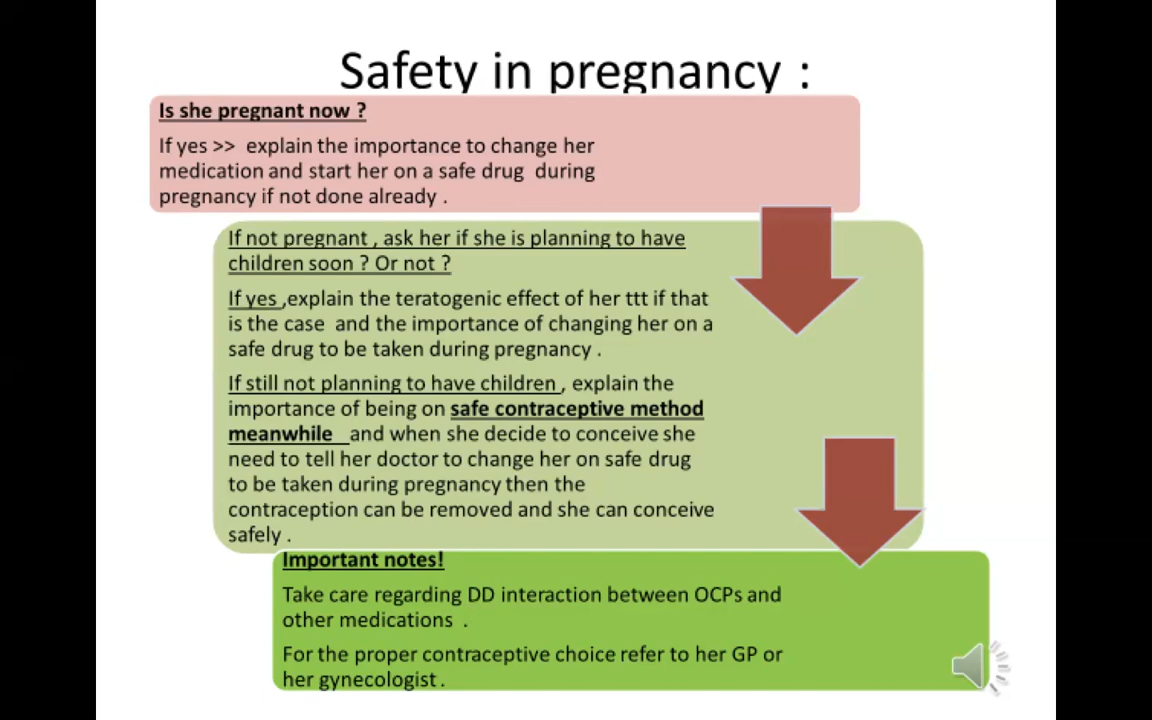 Safety in pregnancy :
Is she pregnant now ?
If yes >> explain the importance to change her
medication and start her on a safe drug during
pregnancy if not done already .
If not pregnant , ask her if she is planning to have
children soon ? Or not ?
If yes ,explain the teratogenic effect of her ttt if that
is the case and the importance of changing her on a
safe drug to be taken during pregnancy .
If still not planning to have children , explain the
importance of being on safe contraceptive method
meanwhile and when she decide to conceive she
need to tell her doctor to change her on safe drug
to be taken during pregnancy then the
contraception can be removed and she can conceive
safely .
Important notes!
Take care regarding DD interaction between OCPs and
other medications .
For the proper contraceptive choice refer to her GP or
her gynecologist .